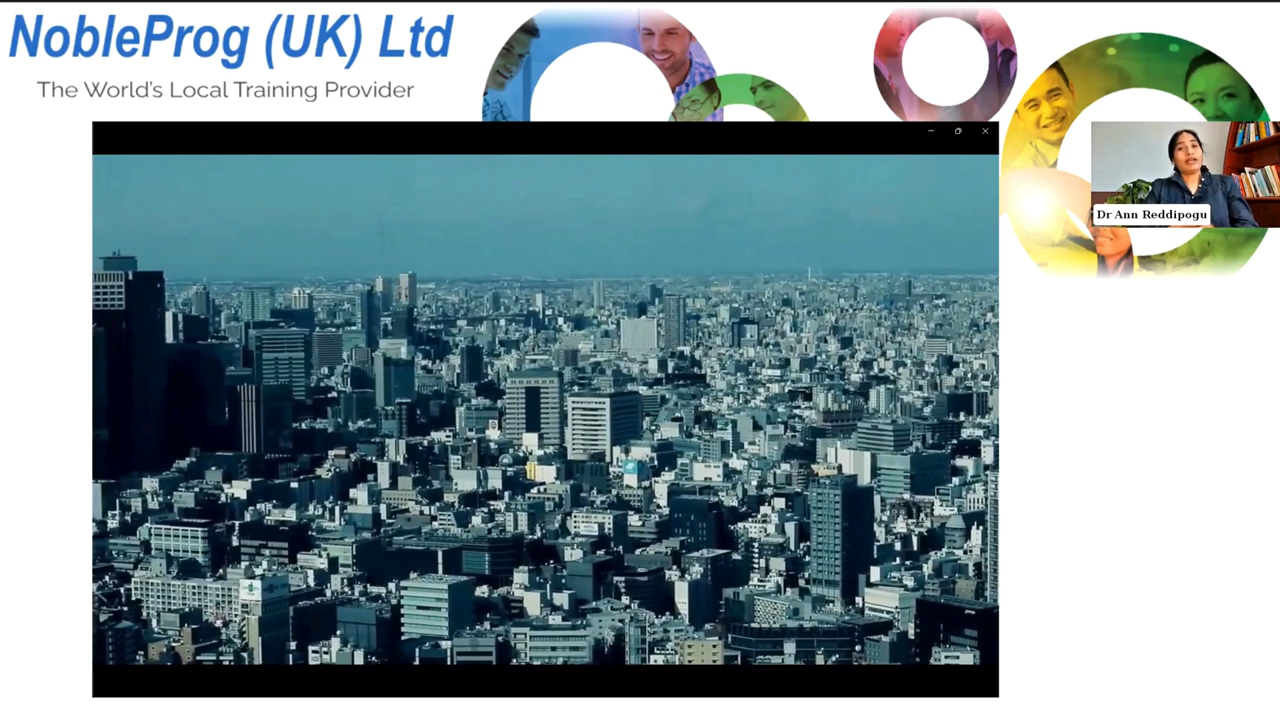 NobleProg (UK) Ltd
The World's Local Training Provider
Dr Ann Reddipogu